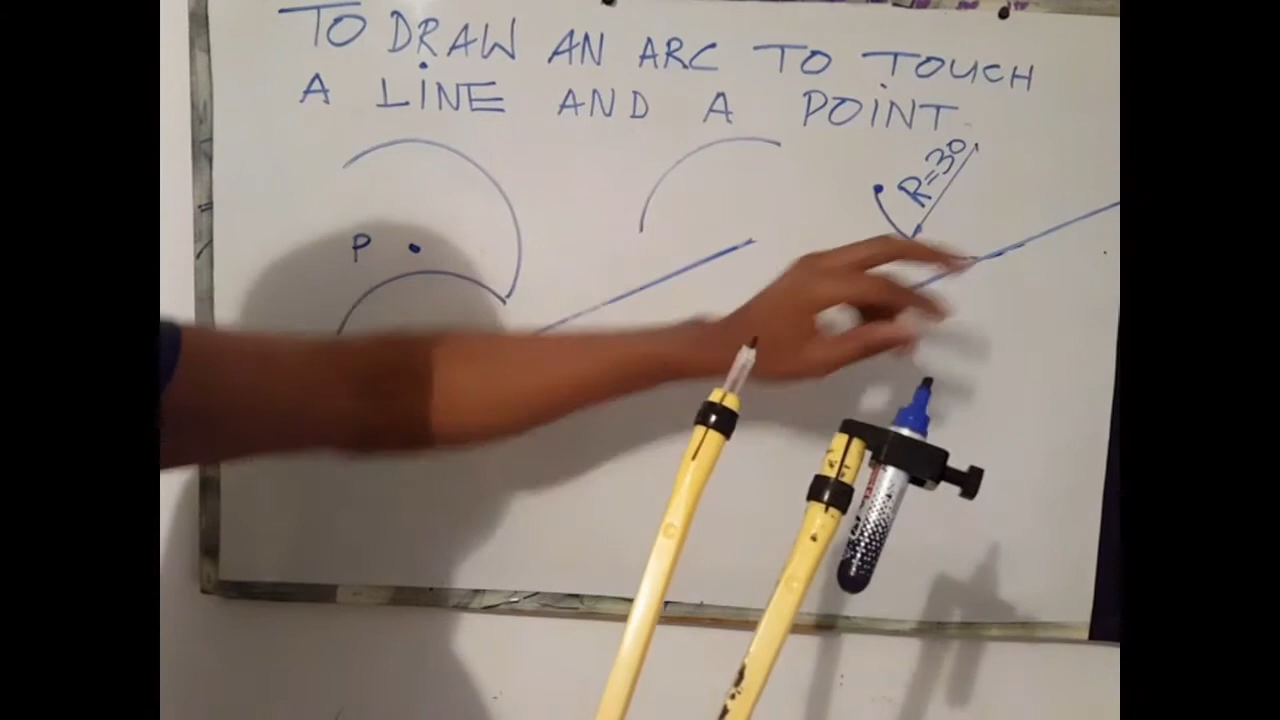 TO DRAW AN ARC TO TOUCH
A LINE AND A POINT
R=30
P